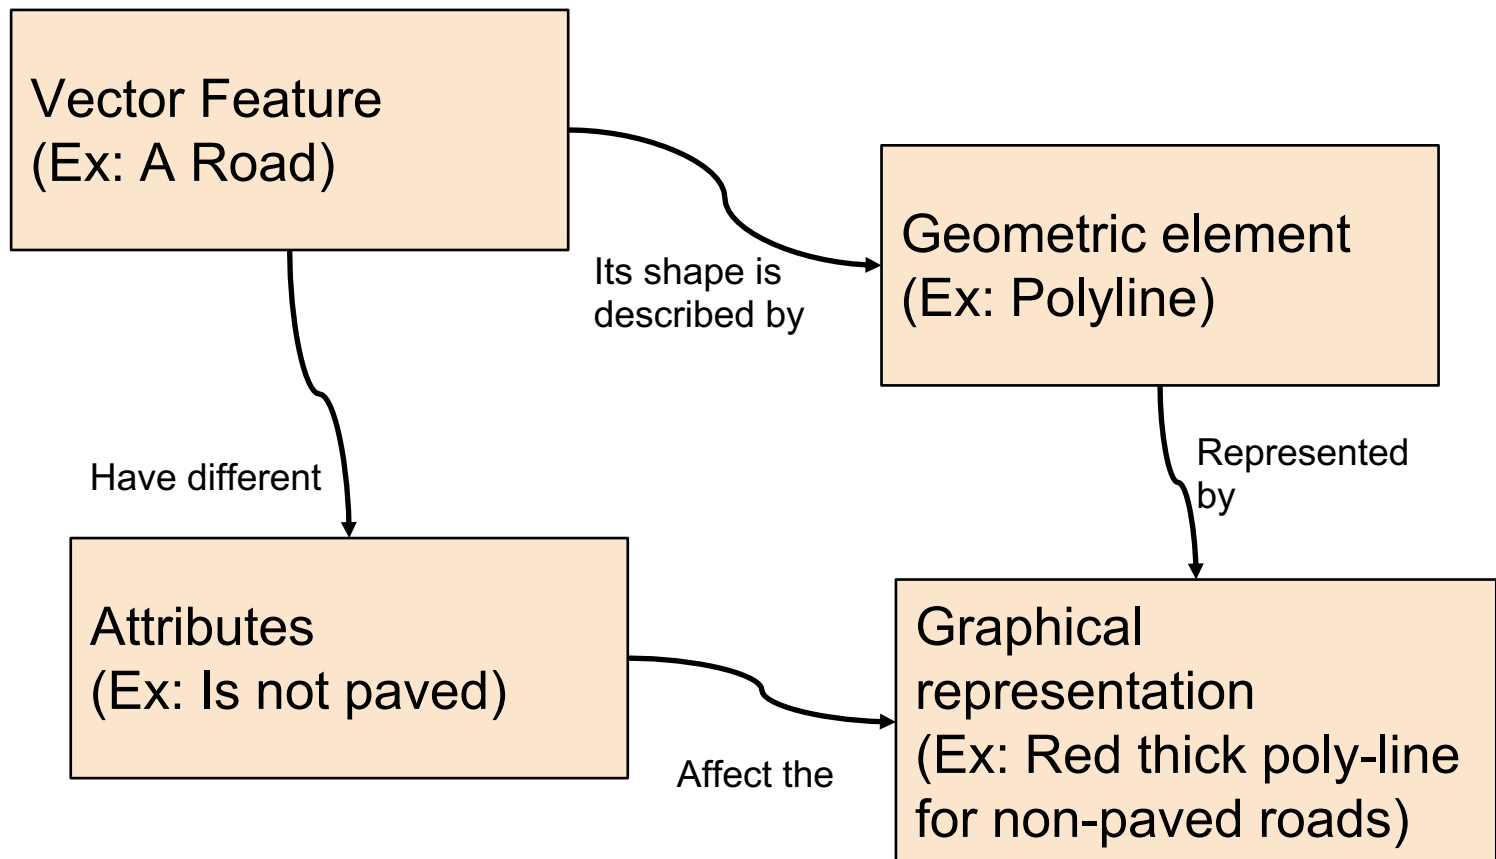 Vector Feature
(Ex: A Road)
Its shape is
described by
Geometric element
(Ex: Polyline)
Have different
Represented
by
Attributes
(Ex: Is not paved)
Affect the
Graphical
representation
(Ex: Red thick poly-line
for non-paved roads)